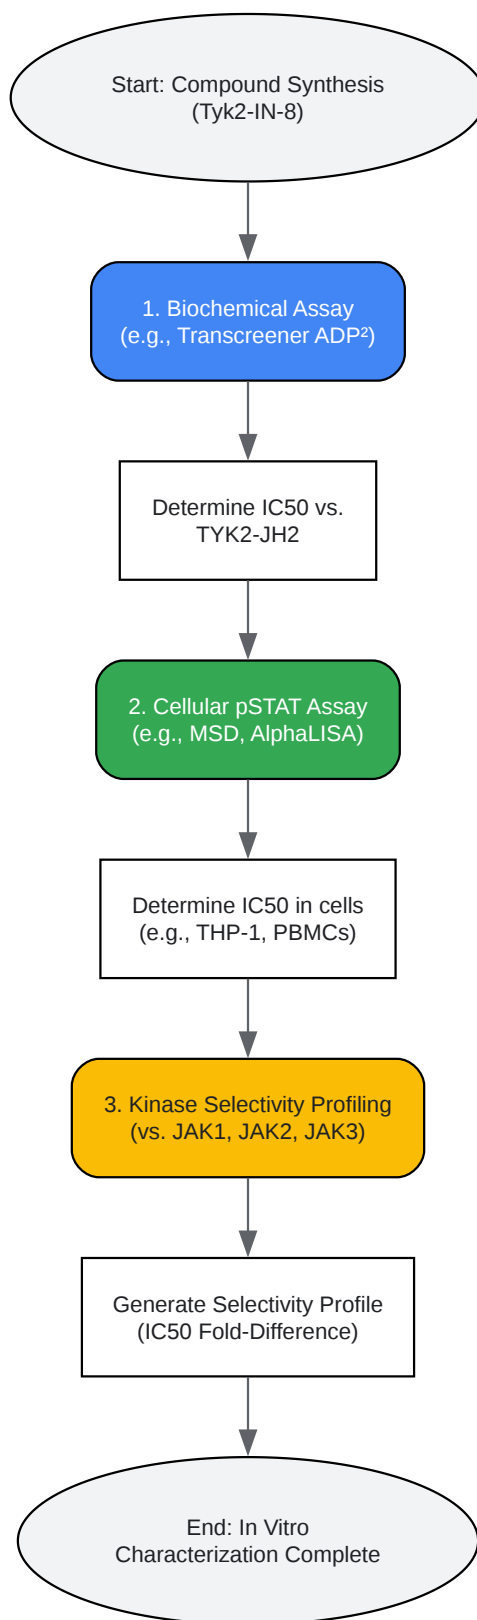 Start: Compound Synthesis
(Tyk2-IN-8)
1. Biochemical Assay
(e.g., Transcreener ADP²)
Determine IC50 vs.
TYK2-JH2
2. Cellular pSTAT Assay
(e.g., MSD, AlphaLISA)
Determine IC50 in cells
(e.g., THP-1, PBMCs)
3. Kinase Selectivity Profiling
(vs. JAK1, JAK2, JAK3)
Generate Selectivity Profile
(IC50 Fold-Difference)
End: In Vitro
Characterization Complete